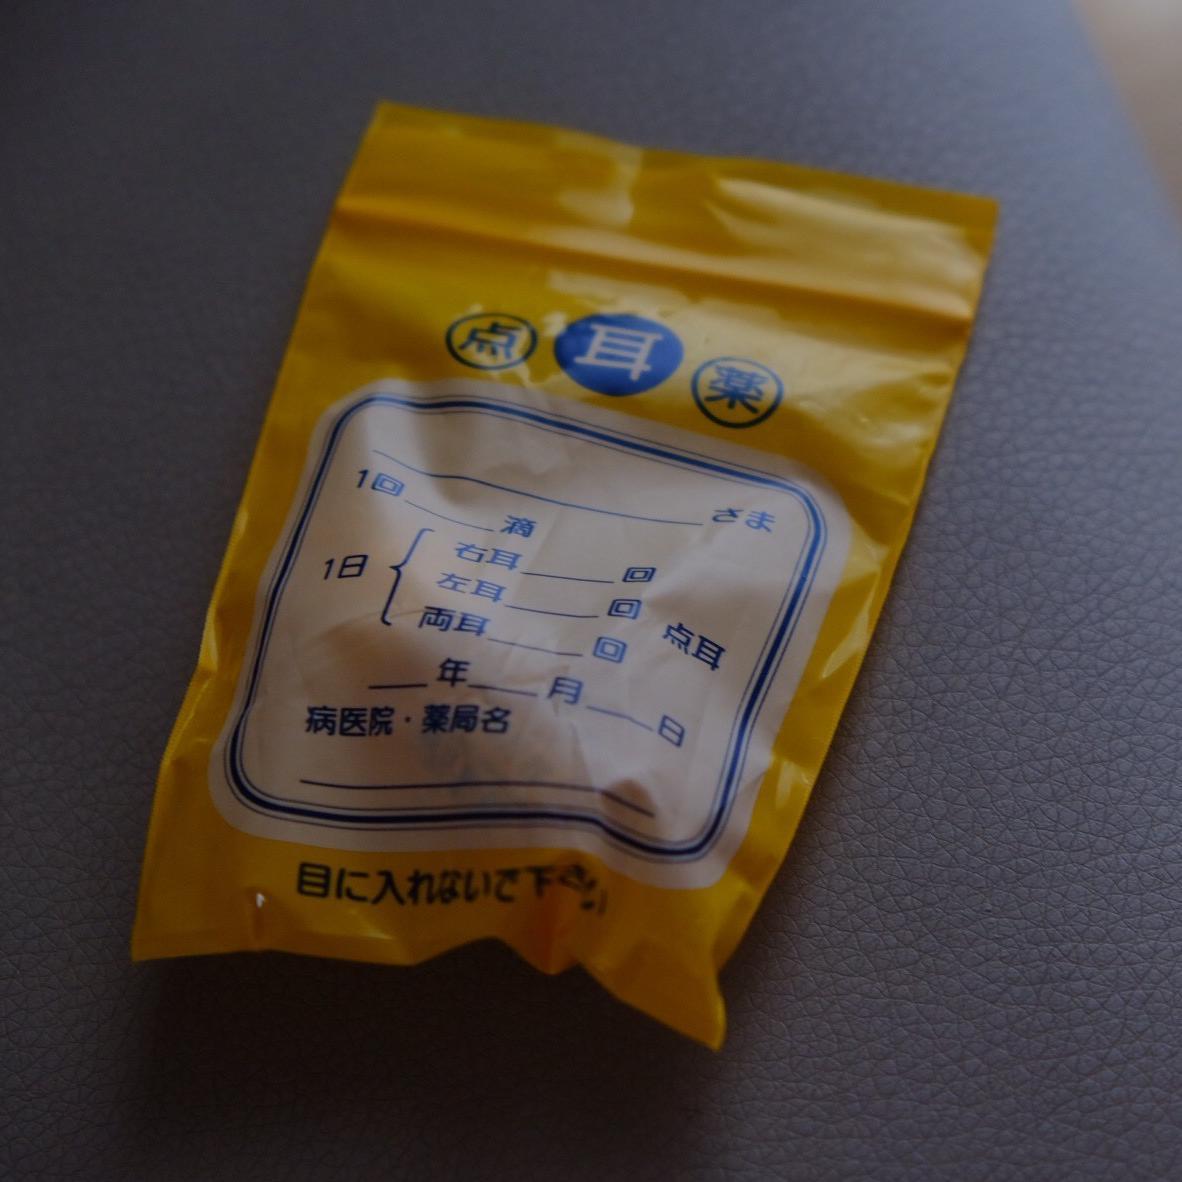 点耳薬
さま
1回 滴
1日 右耳 回
左耳 回
両耳 回
点耳
年 月 日
病医院・薬局名
目に入れないで下さい